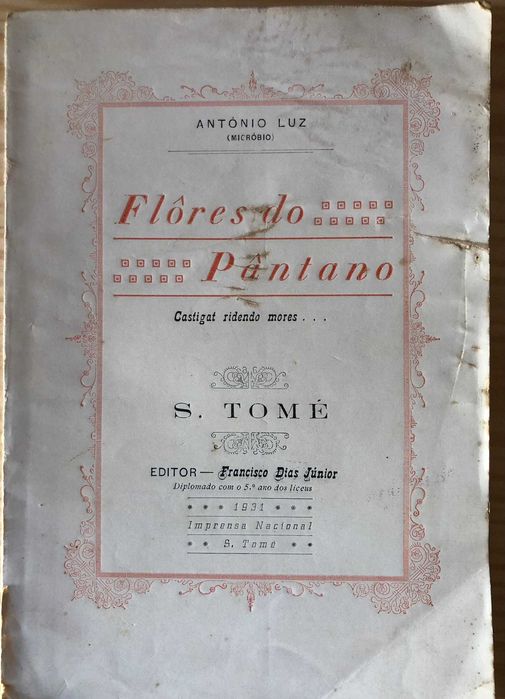 ANTÓNIO LUZ
(MICRÓBIO)
Flôres do
Pântano
Castigat ridendo mores . . .
S. TOMÉ
EDITOR — Francisco Dias Júnior
Diplomado com o 5.º ano dos liceus
* * * 1931 * * *
Imprensa Nacional
* * S. Tomé * * *